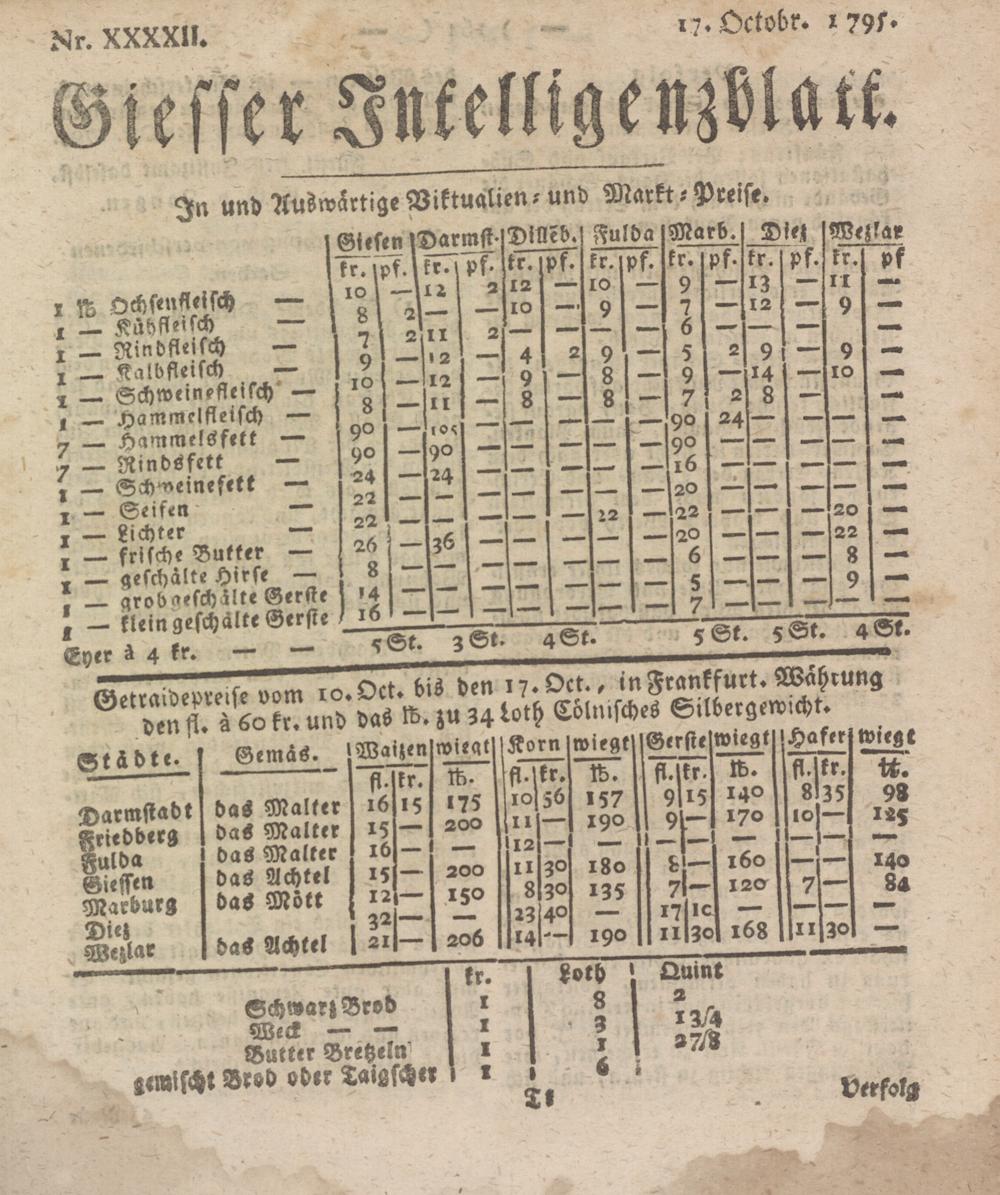 Nr. XXXXII. 17. Octobr. 1795.
Giesser Intelligenzblatt.
In und Auswärtige Viktualien- und Markt-Preise.
Giesen Darmst. Dillēb. Fulda Marb. Diez Wezlar
kr. pf. kr. pf. kr. pf. kr. pf. kr. pf. kr. pf. kr. pf
1 ℔ Ochsenfleisch — 10 — 12 2 12 — 10 — 9 — 13 — 11 —
1 — Kühfleisch — 8 2 — — 10 — 9 — 7 — 12 — 9 —
1 — Rindfleisch — 7 2 11 2 — — — — 6 — — — — —
1 — Kalbfleisch — 9 — 12 — 4 2 9 — 5 2 9 — 9 —
1 — Schweinefleisch — 10 — 12 — 9 — 8 — 9 — 14 — 10 —
1 — Hammelfleisch — 8 — 11 — 8 — 8 — 7 2 8 — — —
7 — Hammelsfett — 90 — 105 — — — — — 90 24 — — — —
7 — Rindsfett — 90 — 90 — — — — — 90 — — — — —
1 — Schweinefett — 24 — 24 — — — — — 16 — — — — —
1 — Seifen — 22 — — — — — — — 20 — — — 20 —
1 — Lichter — 22 — — — — — 22 — 22 — — — 22 —
1 — frische Butter — 26 — 36 — — — — — 20 — — — 8 —
1 — geschälte Hirse — 8 — — — — — — — 6 — — — 9 —
1 — grobgeschälte Gerste 14 — — — — — — — 5 — — — — —
1 — kleingeschälte Gerste 16 — — — — — — — 7 — — — — —
Eyer à 4 kr. — — 5 St. 3 St. 4 St. 5 St. 5 St. 4 St.
Getraidepreise vom 10. Oct. bis den 17. Oct., in Frankfurt. Währung
den fl. à 60 kr. und das ℔. zu 34 Loth Cölnisches Silbergewicht.
Städte. Gemäs. Waizen wiegt Korn wiegt Gerste wiegt Hafer wiegt
fl. kr. ℔. fl. kr. ℔. fl. kr. ℔. fl. kr. ℔.
Darmstadt das Malter 16 15 175 10 56 157 9 15 140 8 35 98
Friedberg das Malter 15 — 200 11 — 190 9 — 170 10 — 125
Fulda das Malter 16 — — 12 — — — — — — — —
Giessen das Achtel 15 — 200 11 30 180 8 — 160 — — 140
Marburg das Mött 12 — 150 8 30 135 7 — 120 7 — 84
Diez 32 — — 23 40 — 17 10 — — — —
Wezlar das Achtel 21 — 206 14 — 190 11 30 168 11 30 —
kr. Loth Quint
Schwarz Brod 1 8 2
Weck — — 1 3 1 3/4
Butter Bretzeln 1 1 2 7/8
gemischt Brod oder Taigscher 1 6
Tt Verfolg